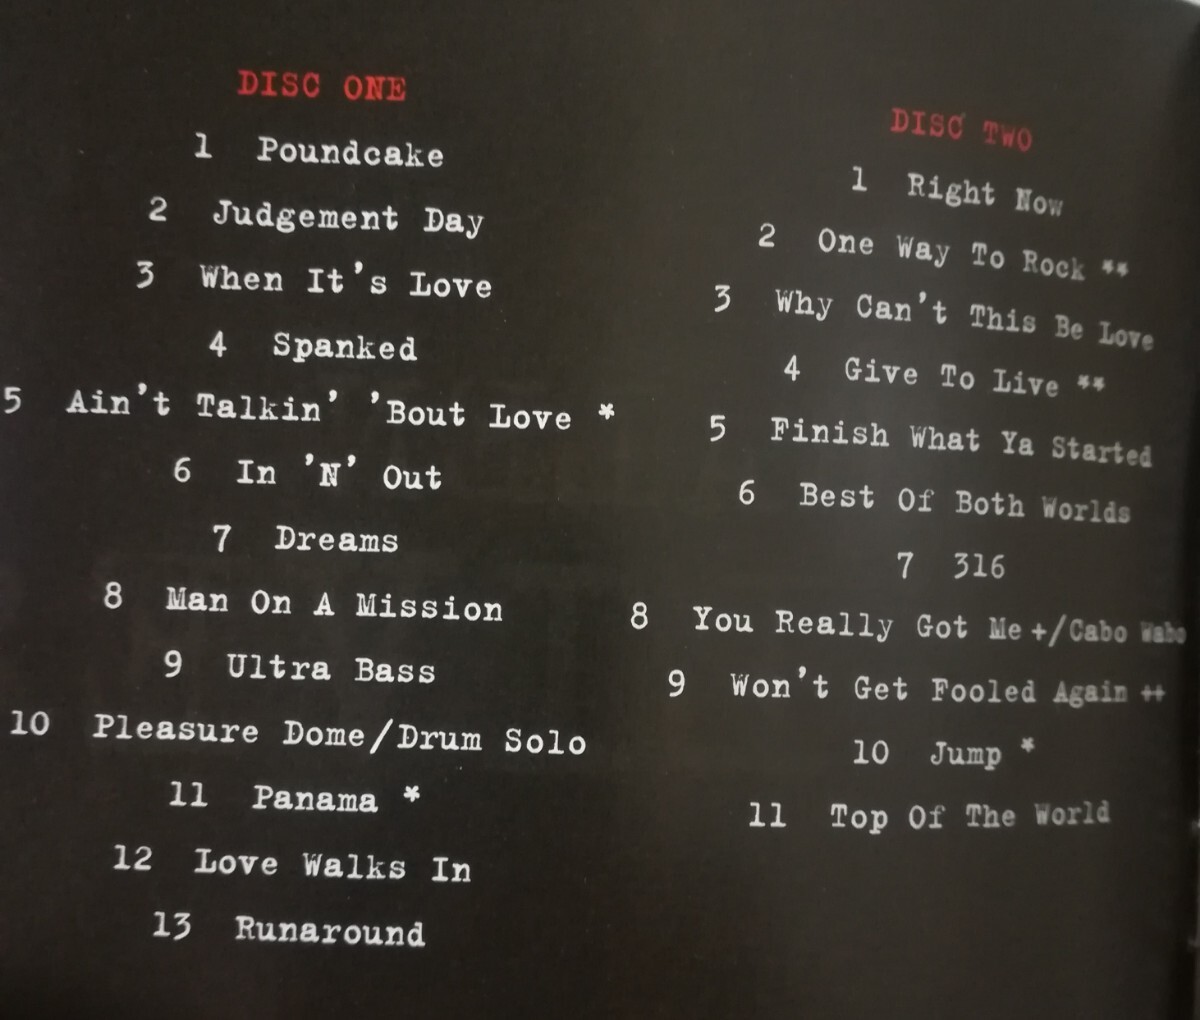 DISC ONE
1 Poundcake
2 Judgement Day
3 When It's Love
4 Spanked
5 Ain't Talkin' 'Bout Love *
6 In 'N' Out
7 Dreams
8 Man On A Mission
9 Ultra Bass
10 Pleasure Dome/Drum Solo
11 Panama *
12 Love Walks In
13 Runaround
DISC TWO
1 Right Now
2 One Way To Rock **
3 Why Can't This Be Love
4 Give To Live **
5 Finish What Ya Started
6 Best Of Both Worlds
7 316
8 You Really Got Me +/Cabo Wabo
9 Won't Get Fooled Again ++
10 Jump *
11 Top Of The World